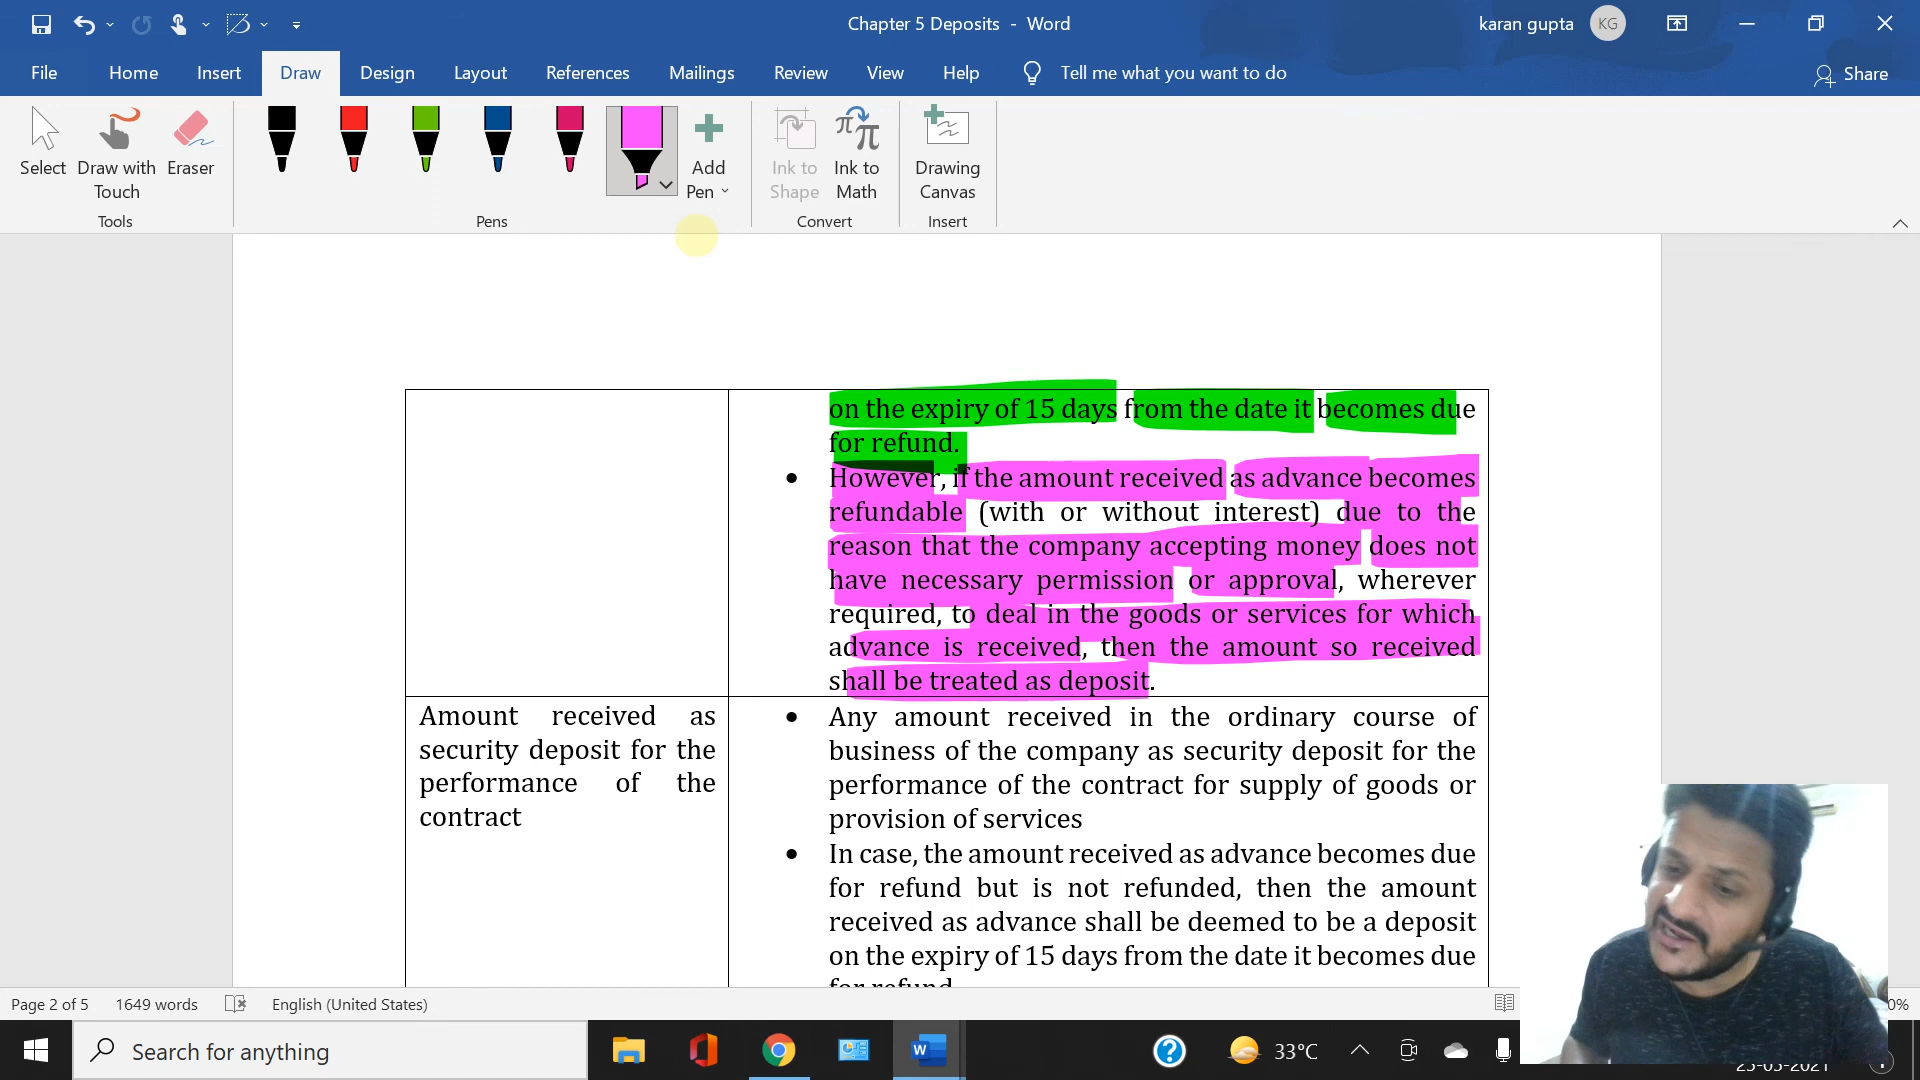 Chapter 5 Deposits - Word
karan gupta
KG
File
Home
Insert
Draw
Design
Layout
References
Mailings
Review
View
Help
Tell me what you want to do
Share
Select
Draw with
Touch
Eraser
Add
Pen
Ink to
Shape
Ink to
Math
Drawing
Canvas
Tools
Pens
Convert
Insert
on the expiry of 15 days from the date it becomes due
for refund.
• However, if the amount received as advance becomes
refundable (with or without interest) due to the
reason that the company accepting money does not
have necessary permission or approval, wherever
required, to deal in the goods or services for which
advance is received, then the amount so received
shall be treated as deposit.
Amount received as
security deposit for the
performance of the
contract
• Any amount received in the ordinary course of
business of the company as security deposit for the
performance of the contract for supply of goods or
provision of services
• In case, the amount received as advance becomes due
for refund but is not refunded, then the amount
received as advance shall be deemed to be a deposit
on the expiry of 15 days from the date it becomes due
for refund
Page 2 of 5
1649 words
English (United States)
0%
Search for anything
33°C